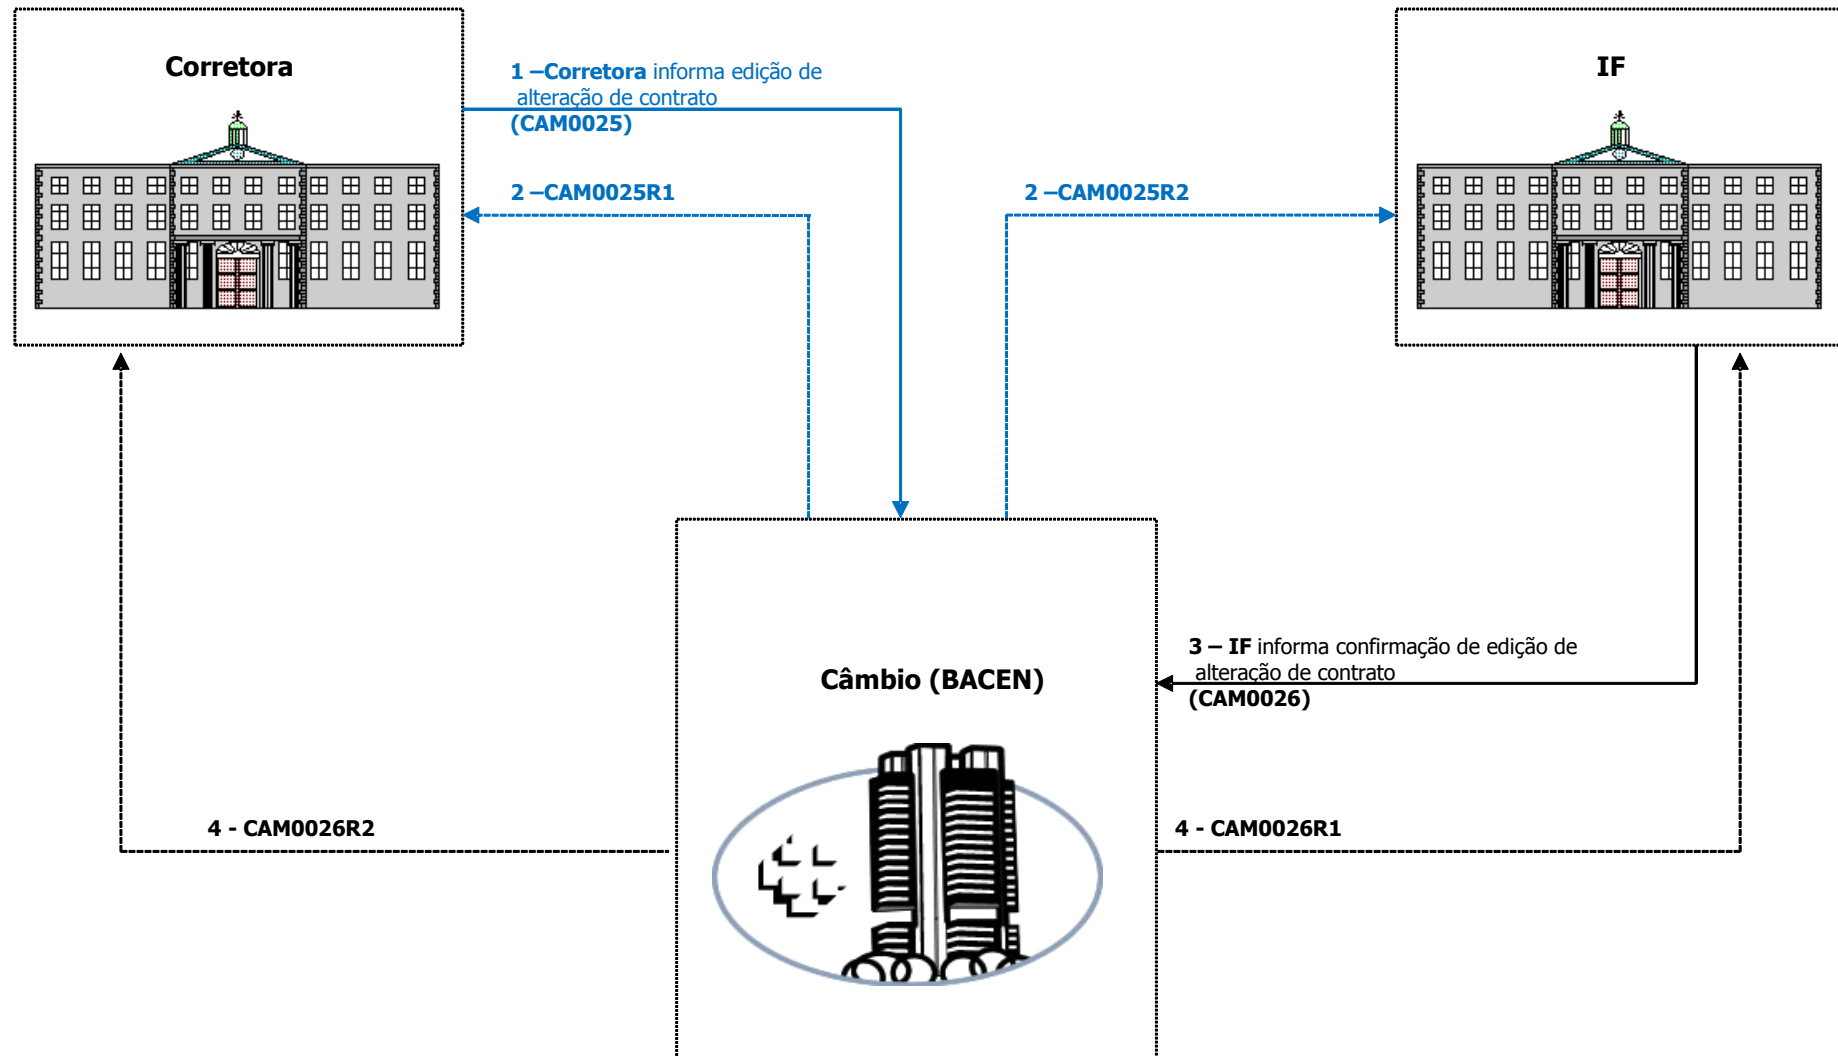 Corretora
IF
1 –Corretora informa edição de
alteração de contrato
(CAM0025)
2 –CAM0025R1
2 –CAM0025R2
3 – IF informa confirmação de edição de
alteração de contrato
(CAM0026)
Câmbio (BACEN)
4 - CAM0026R2
4 - CAM0026R1